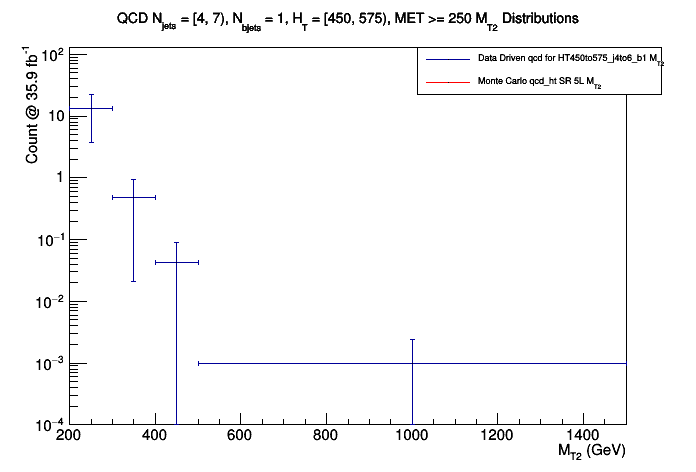 QCD N_jets = [4, 7), N_bjets = 1, H_T = [450, 575), MET >= 250 M_T2 Distributions
Data Driven qcd for HT450to575_j4to6_b1 M_T2
Monte Carlo qcd_ht SR 5L M_T2
Count @ 35.9 fb^-1
10^2
10
1
10^−1
10^−2
10^−3
10^−4
200 400 600 800 1000 1200 1400
M_T2 (GeV)